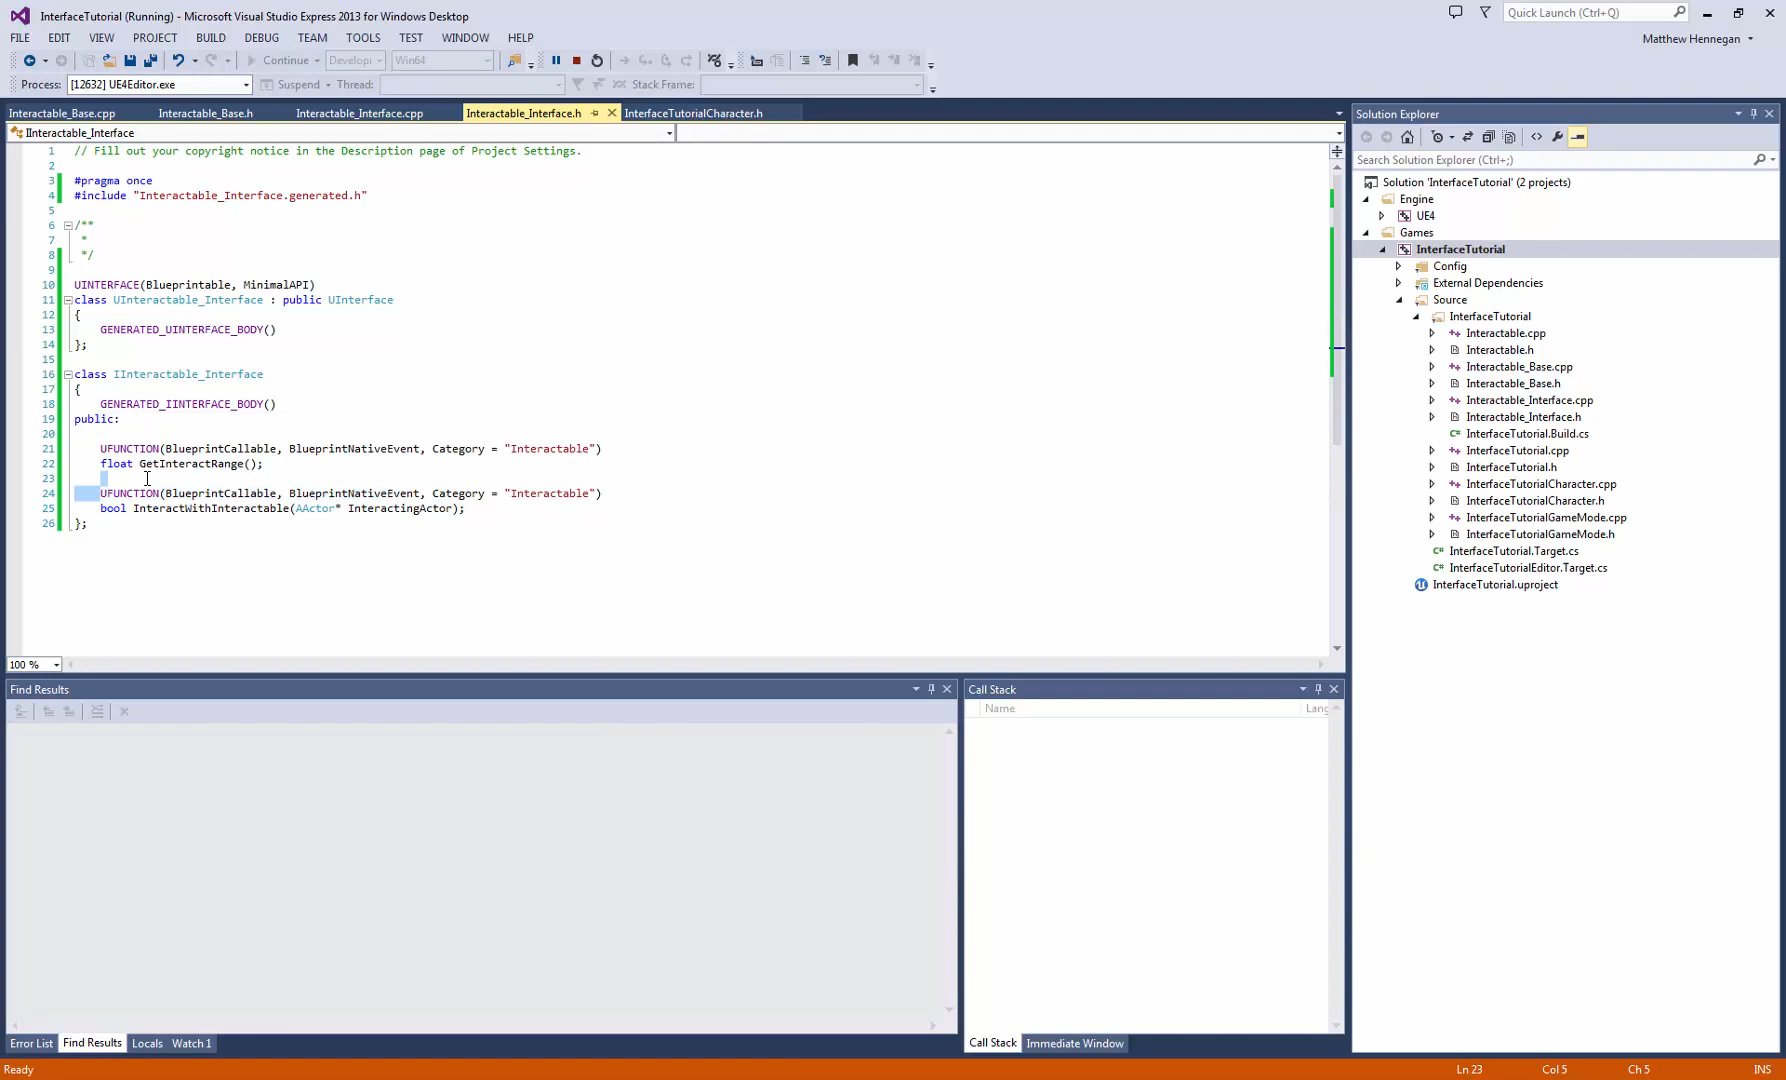 InterfaceTutorial (Running) - Microsoft Visual Studio Express 2013 for Windows Desktop
Quick Launch (Ctrl+Q)
FILE EDIT VIEW PROJECT BUILD DEBUG TEAM TOOLS TEST WINDOW HELP
Matthew Hennegan
Continue Developi Win64
Process: [12632] UE4Editor.exe Suspend Thread: Stack Frame:
Interactable_Base.cpp Interactable_Base.h Interactable_Interface.cpp Interactable_Interface.h InterfaceTutorialCharacter.h
IInteractable_Interface
1 // Fill out your copyright notice in the Description page of Project Settings.
2
3 #pragma once
4 #include "Interactable_Interface.generated.h"
5
6 /**
7 *
8 */
9
10 UINTERFACE(Blueprintable, MinimalAPI)
11 class UInteractable_Interface : public UInterface
12 {
13 GENERATED_UINTERFACE_BODY()
14 };
15
16 class IInteractable_Interface
17 {
18 GENERATED_IINTERFACE_BODY()
19 public:
20
21 UFUNCTION(BlueprintCallable, BlueprintNativeEvent, Category = "Interactable")
22 float GetInteractRange();
23
24 UFUNCTION(BlueprintCallable, BlueprintNativeEvent, Category = "Interactable")
25 bool InteractWithInteractable(AActor* InteractingActor);
26 };
100 %
Solution Explorer
Search Solution Explorer (Ctrl+;)
Solution 'InterfaceTutorial' (2 projects)
Engine
UE4
Games
InterfaceTutorial
Config
External Dependencies
Source
InterfaceTutorial
Interactable.cpp
Interactable.h
Interactable_Base.cpp
Interactable_Base.h
Interactable_Interface.cpp
Interactable_Interface.h
InterfaceTutorial.Build.cs
InterfaceTutorial.cpp
InterfaceTutorial.h
InterfaceTutorialCharacter.cpp
InterfaceTutorialCharacter.h
InterfaceTutorialGameMode.cpp
InterfaceTutorialGameMode.h
InterfaceTutorial.Target.cs
InterfaceTutorialEditor.Target.cs
InterfaceTutorial.uproject
Find Results
Call Stack
Name Lang
Error List Find Results Locals Watch 1
Call Stack Immediate Window
Ready Ln 23 Col 5 Ch 5 INS